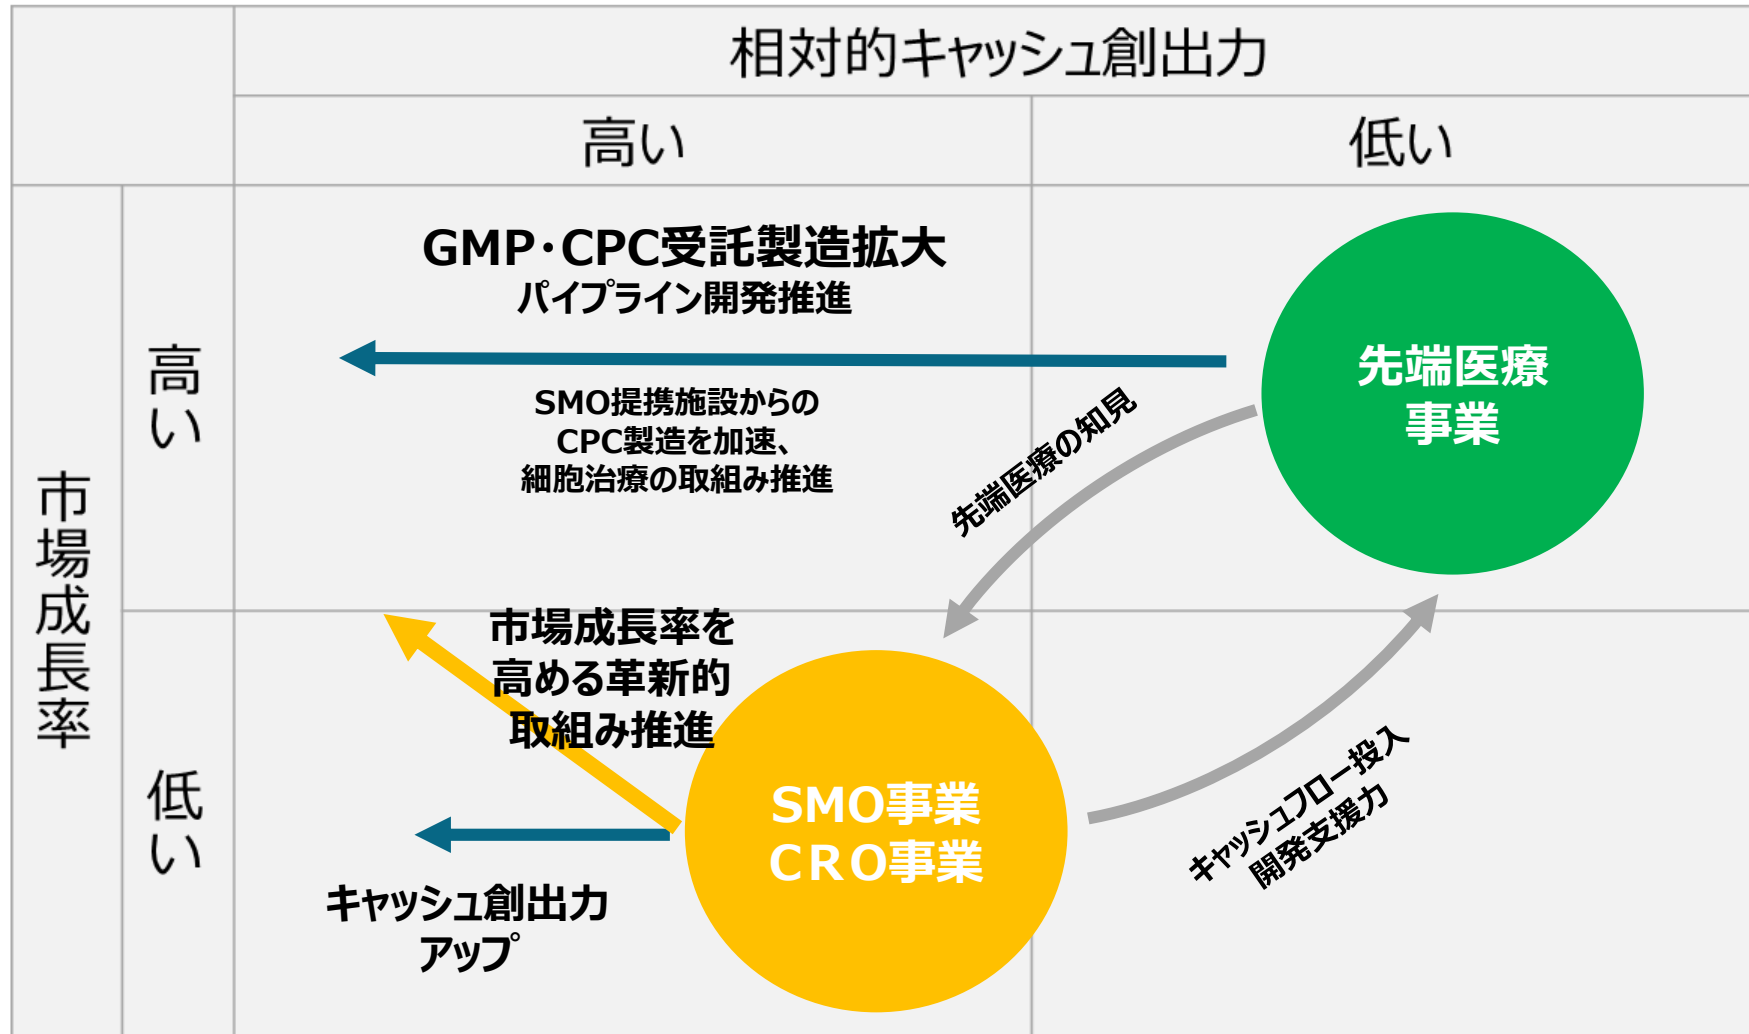 相対的キャッシュ創出力
高い
低い
市場成長率
高い
低い
GMP・CPC受託製造拡大
パイプライン開発推進
SMO提携施設からの
CPC製造を加速、
細胞治療の取組み推進
先端医療
事業
先端医療の知見
市場成長率を
高める革新的
取組み推進
SMO事業
ＣＲＯ事業
キャッシュフロー投入
開発支援力
キャッシュ創出力
アップ